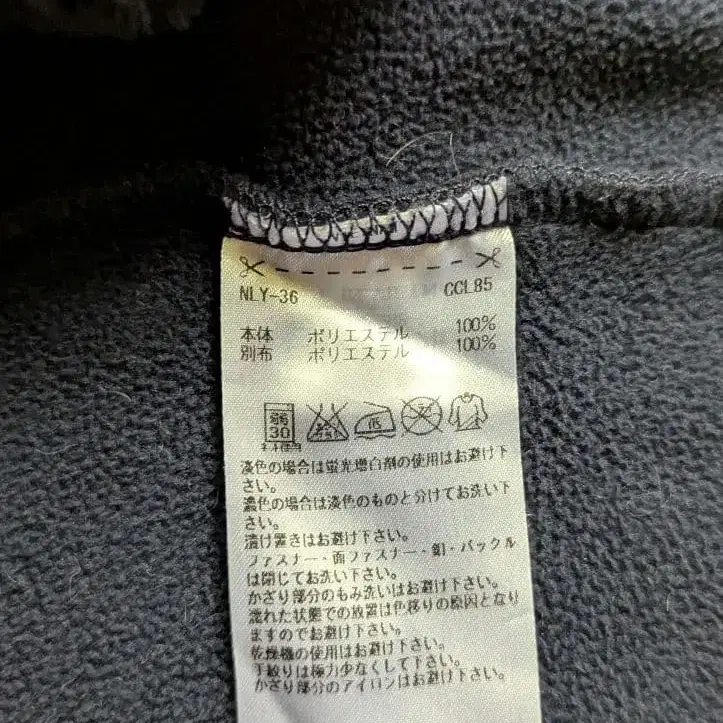 NLY-36 CCL85
本体 ポリエステル 100%
別布 ポリエステル 100%
弱
30
淡色の場合は蛍光増白剤の使用はお避け下
さい。
濃色の場合は淡色のものと分けてお洗い下
さい。
漬け置きはお避け下さい。
ファスナー・面ファスナー・釦・バックル
は閉じてお洗い下さい。
かざり部分のもみ洗いはお避け下さい。
濡れた状態での放置は色移りの原因となり
ますのでお避け下さい。
乾燥機の使用はお避け下さい。
手絞りは極力少なくして下さい。
かざり部分のアイロンはお避け下さい。